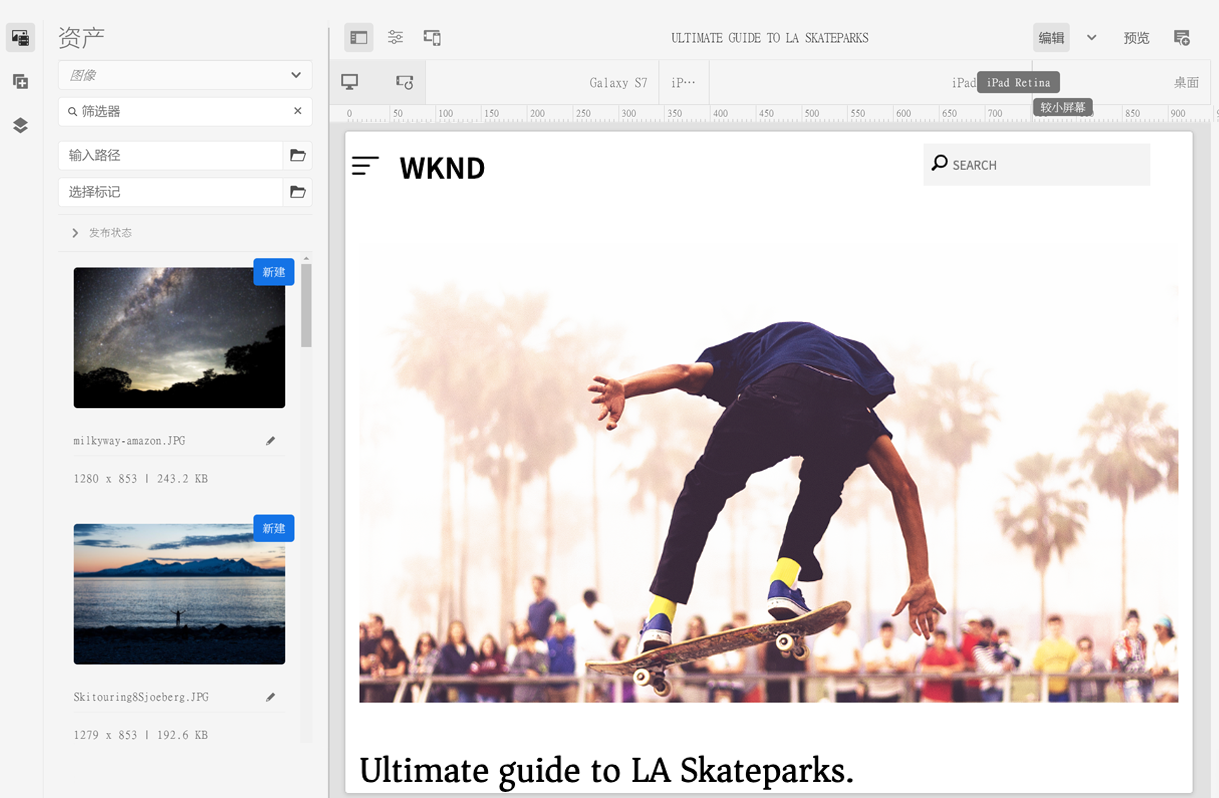 资产
图像
筛选器
输入路径
选择标记
发布状态
新建
milkyway-amazon.JPG
1280 x 853 | 243.2 KB
新建
Skitouring8Sjoeberg.JPG
1279 x 853 | 192.6 KB
ULTIMATE GUIDE TO LA SKATEPARKS
编辑
预览
Galaxy S7
iP…
iPad
iPad Retina
桌面
较小屏幕
0 50 100 150 200 250 300 350 400 450 500 550 600 650 700 850 900
WKND
SEARCH
Ultimate guide to LA Skateparks.